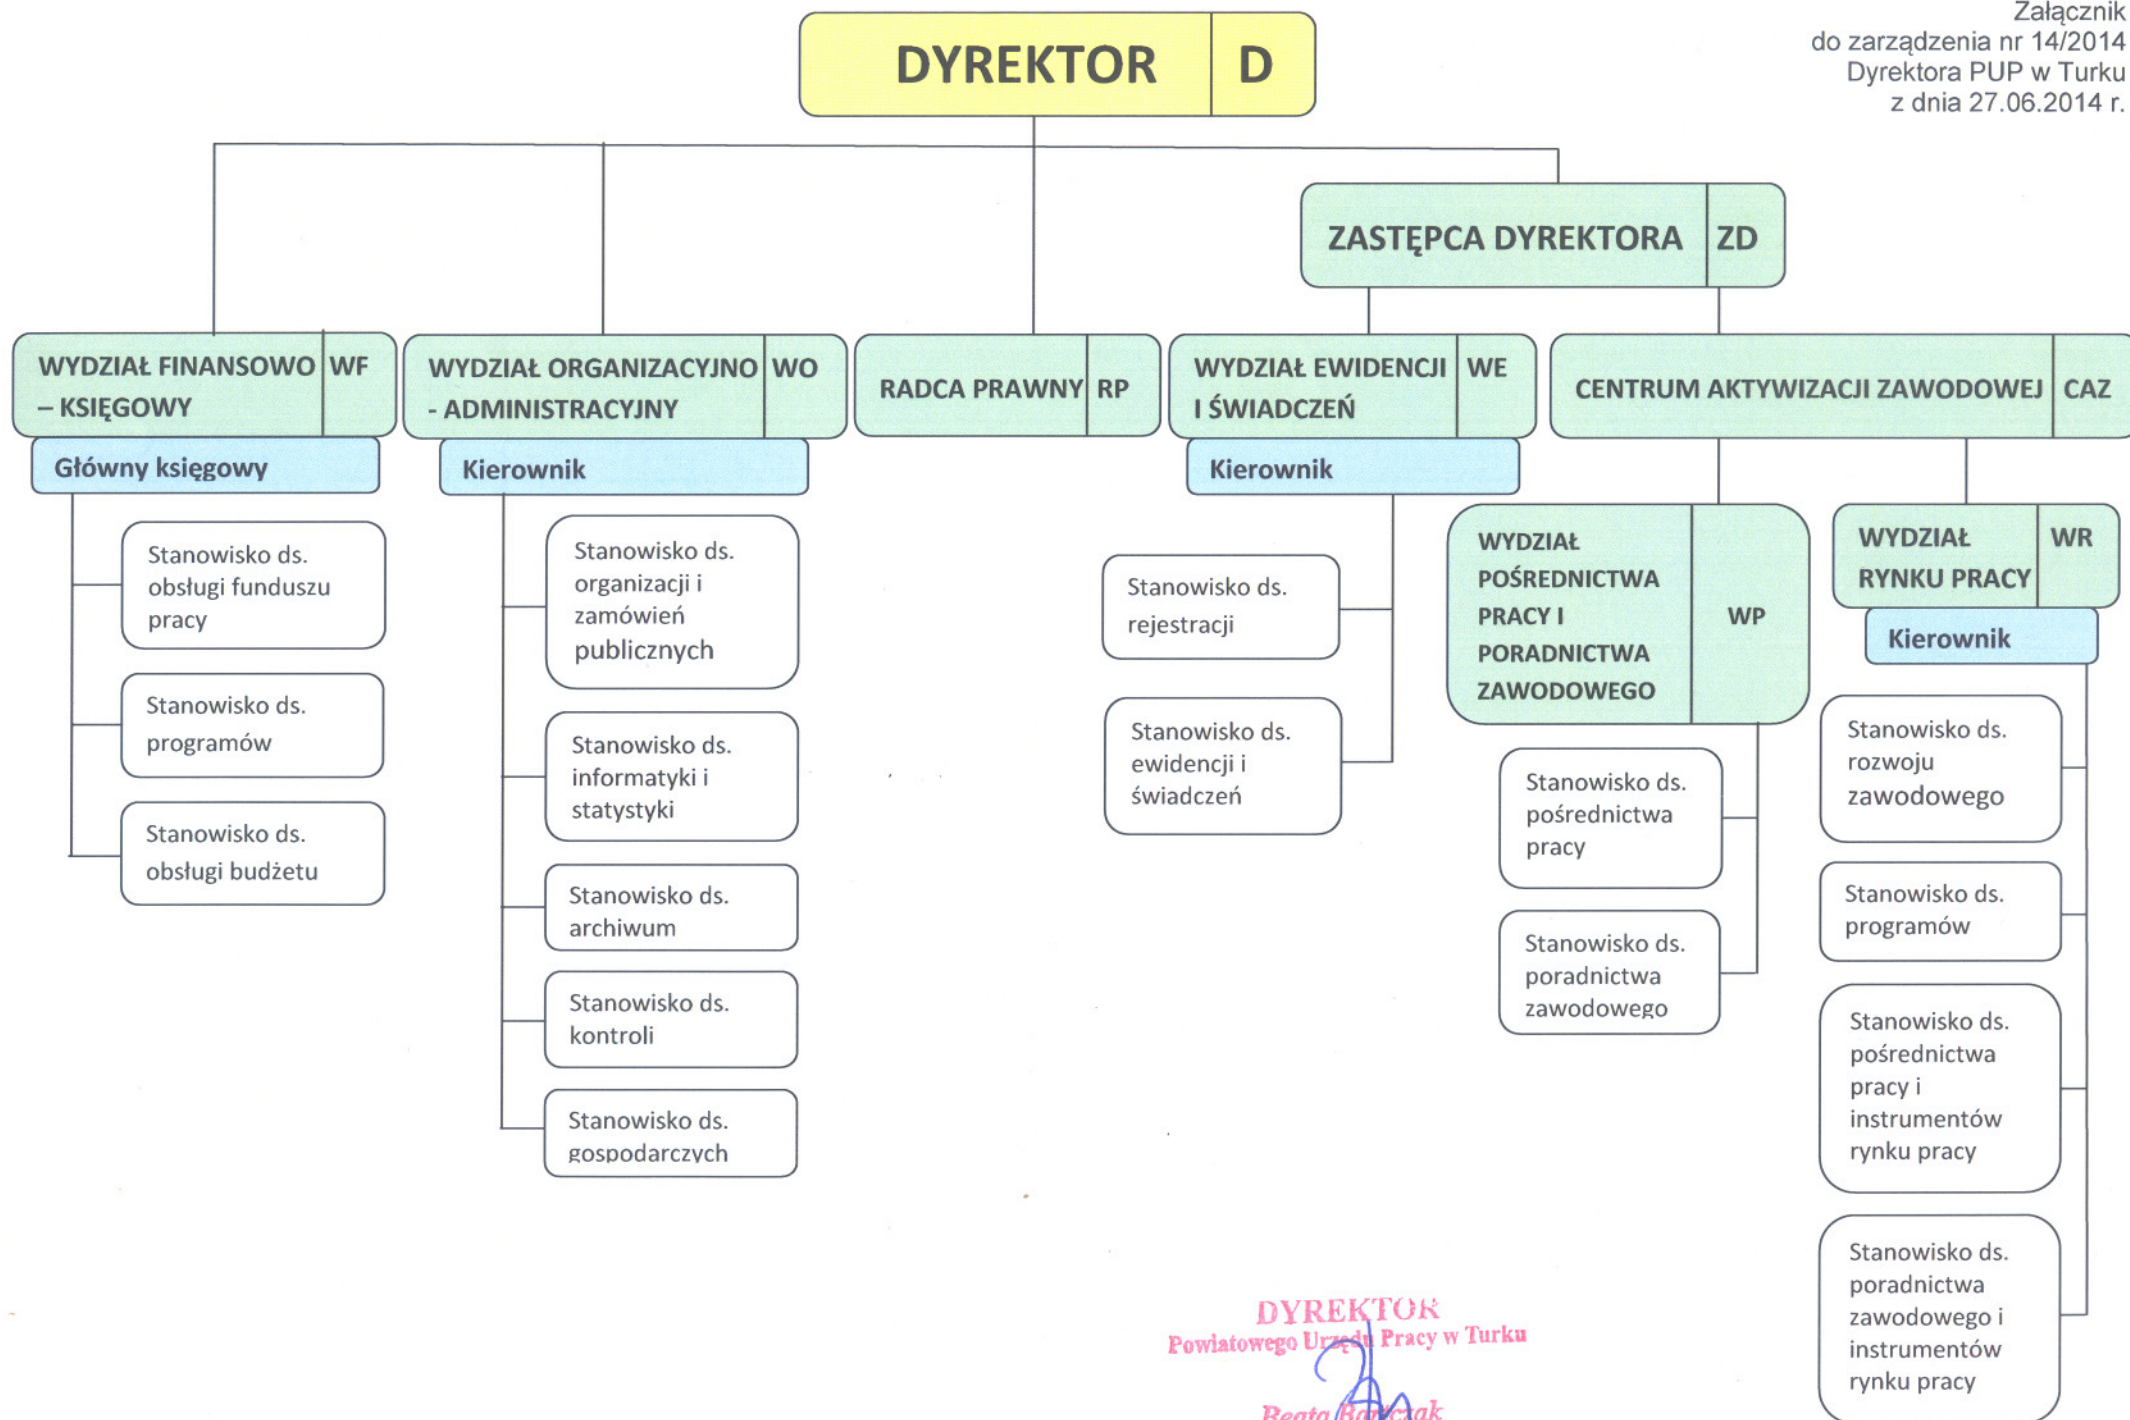 Załącznik
do zarządzenia nr 14/2014
Dyrektora PUP w Turku
z dnia 27.06.2014 r.
DYREKTOR D
ZASTĘPCA DYREKTORA ZD
WYDZIAŁ FINANSOWO WF
– KSIĘGOWY
Główny księgowy
Stanowisko ds.
obsługi funduszu
pracy
Stanowisko ds.
programów
Stanowisko ds.
obsługi budżetu
WYDZIAŁ ORGANIZACYJNO WO
- ADMINISTRACYJNY
Kierownik
Stanowisko ds.
organizacji i
zamówień
publicznych
Stanowisko ds.
informatyki i
statystyki
Stanowisko ds.
archiwum
Stanowisko ds.
kontroli
Stanowisko ds.
gospodarczych
RADCA PRAWNY RP
WYDZIAŁ EWIDENCJI WE
I ŚWIADCZEŃ
Kierownik
Stanowisko ds.
rejestracji
Stanowisko ds.
ewidencji i
świadczeń
CENTRUM AKTYWIZACJI ZAWODOWEJ CAZ
WYDZIAŁ
POŚREDNICTWA
PRACY I WP
PORADNICTWA
ZAWODOWEGO
Stanowisko ds.
pośrednictwa
pracy
Stanowisko ds.
poradnictwa
zawodowego
WYDZIAŁ WR
RYNKU PRACY
Kierownik
Stanowisko ds.
rozwoju
zawodowego
Stanowisko ds.
programów
Stanowisko ds.
pośrednictwa
pracy i
instrumentów
rynku pracy
Stanowisko ds.
poradnictwa
zawodowego i
instrumentów
rynku pracy
DYREKTOR
Powiatowego Urzędu Pracy w Turku
Beata Bartczak